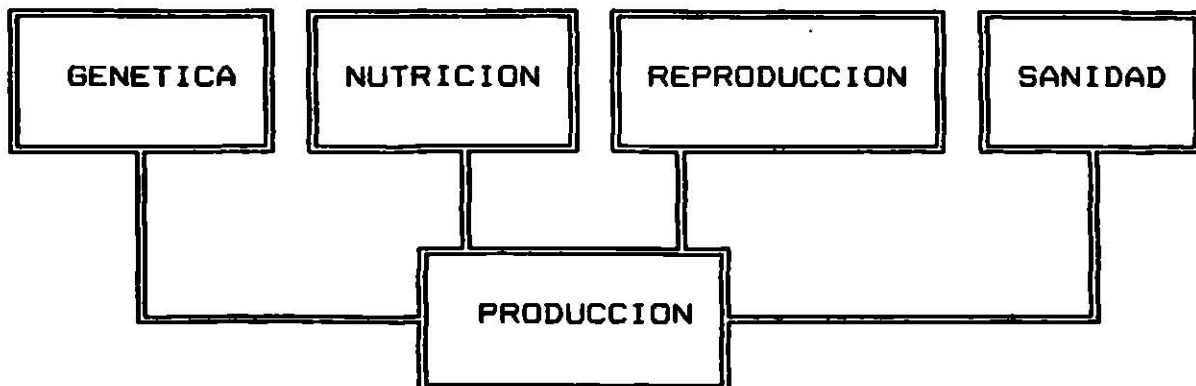 GENETICA
NUTRICION
REPRODUCCION
SANIDAD
PRODUCCION